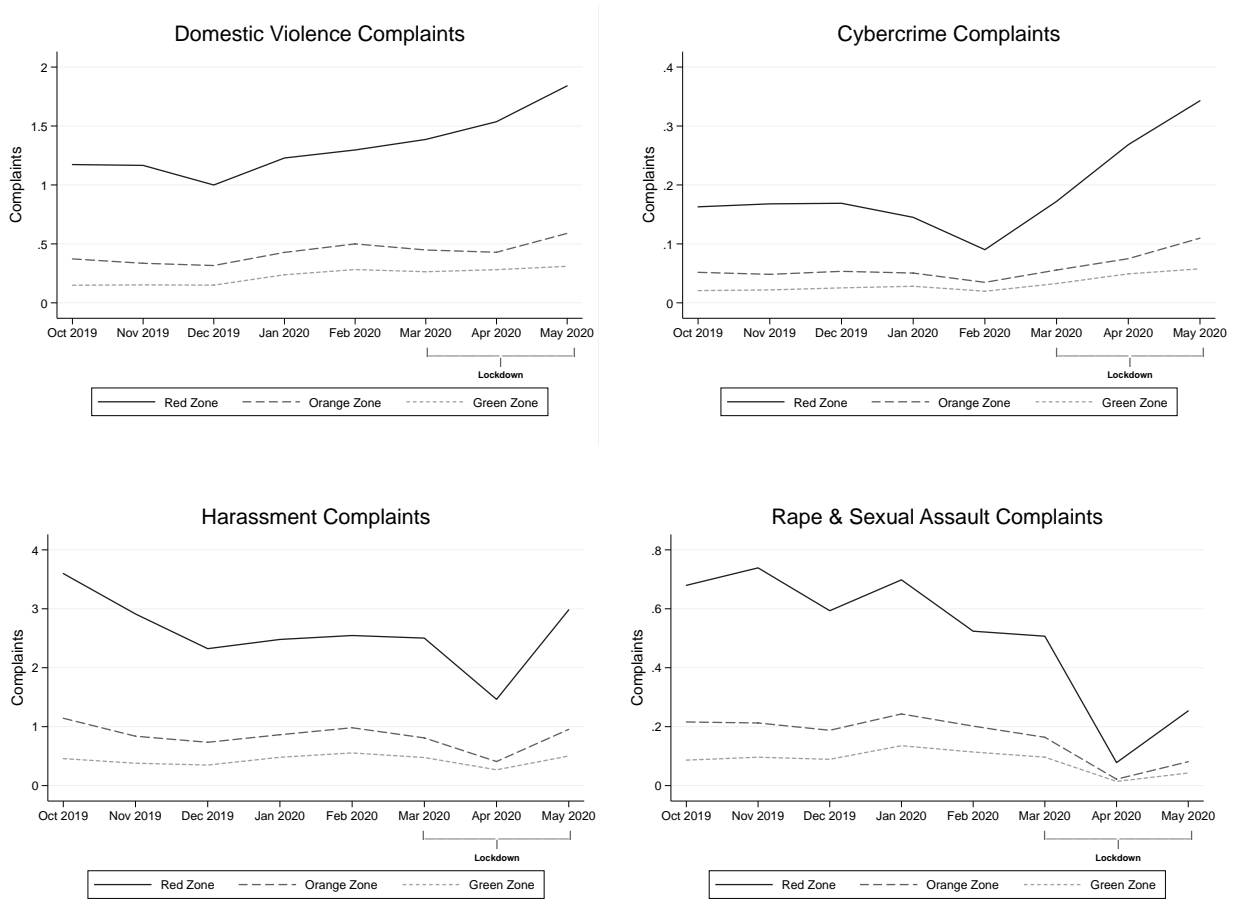 Domestic Violence Complaints
Complaints
2
1.5
1
.5
0
Oct 2019 Nov 2019 Dec 2019 Jan 2020 Feb 2020 Mar 2020 Apr 2020 May 2020
Lockdown
Red Zone Orange Zone Green Zone
Cybercrime Complaints
Complaints
.4
.3
.2
.1
0
Oct 2019 Nov 2019 Dec 2019 Jan 2020 Feb 2020 Mar 2020 Apr 2020 May 2020
Lockdown
Red Zone Orange Zone Green Zone
Harassment Complaints
Complaints
4
3
2
1
0
Oct 2019 Nov 2019 Dec 2019 Jan 2020 Feb 2020 Mar 2020 Apr 2020 May 2020
Lockdown
Red Zone Orange Zone Green Zone
Rape & Sexual Assault Complaints
Complaints
.8
.6
.4
.2
0
Oct 2019 Nov 2019 Dec 2019 Jan 2020 Feb 2020 Mar 2020 Apr 2020 May 2020
Lockdown
Red Zone Orange Zone Green Zone